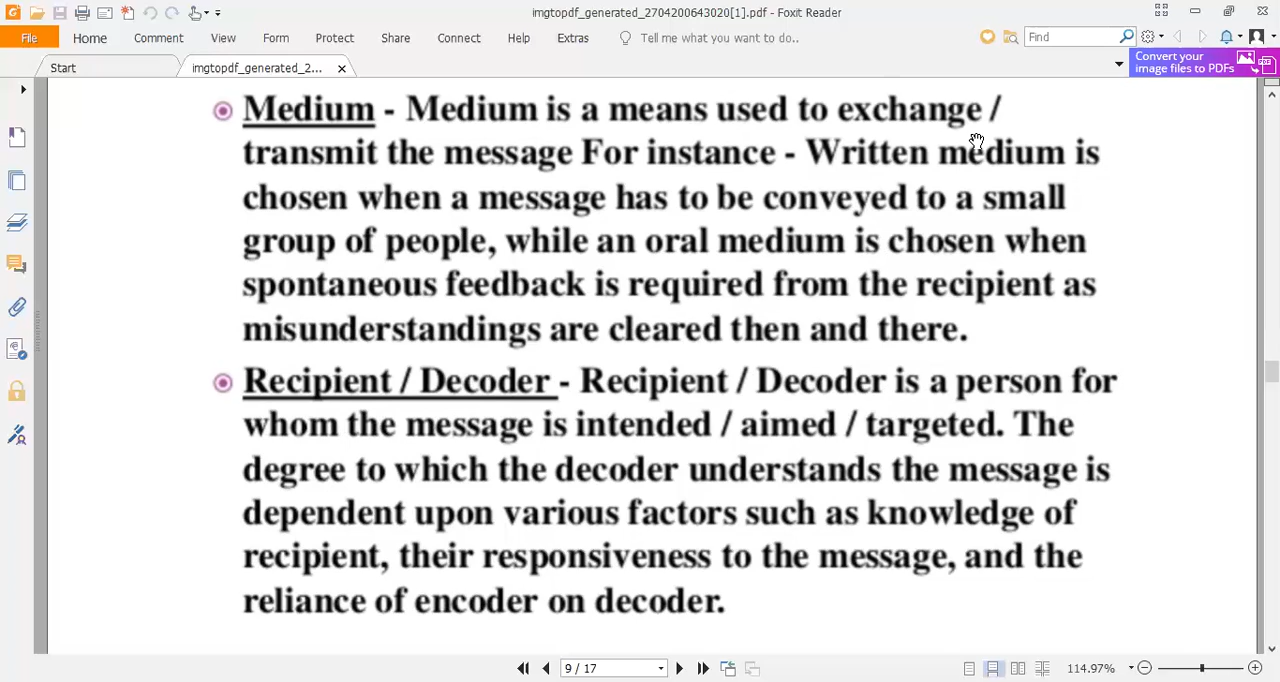 imgtopdf_generated_2704200643020[1].pdf - Foxit Reader
File Home Comment View Form Protect Share Connect Help Extras Tell me what you want to do.. Find
Start imgtopdf_generated_2... Convert your
image files to PDFs
Medium - Medium is a means used to exchange /
transmit the message For instance - Written medium is
chosen when a message has to be conveyed to a small
group of people, while an oral medium is chosen when
spontaneous feedback is required from the recipient as
misunderstandings are cleared then and there.
Recipient / Decoder - Recipient / Decoder is a person for
whom the message is intended / aimed / targeted. The
degree to which the decoder understands the message is
dependent upon various factors such as knowledge of
recipient, their responsiveness to the message, and the
reliance of encoder on decoder.
9 / 17 114.97%